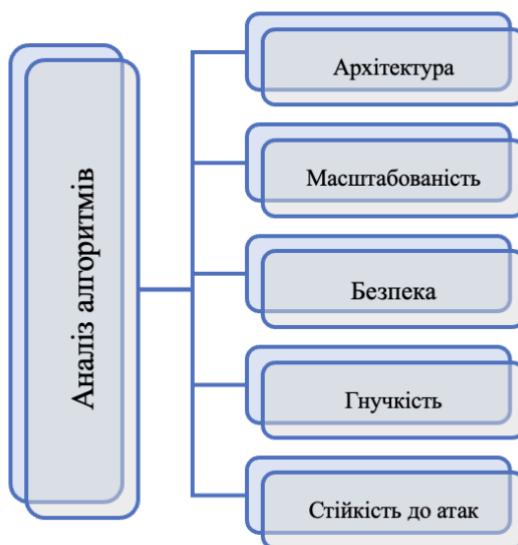 Аналіз алгоритмів
Архітектура
Масштабованість
Безпека
Гнучкість
Стійкість до атак